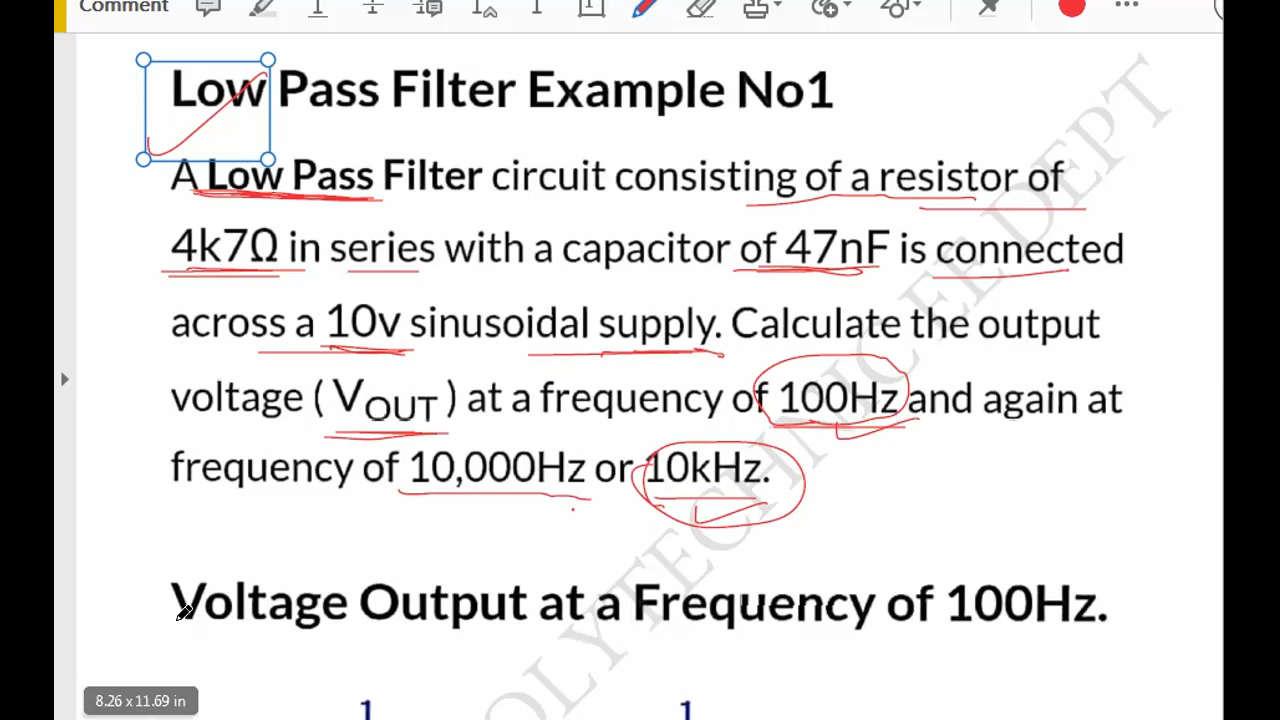 Comment
Low Pass Filter Example No1
A Low Pass Filter circuit consisting of a resistor of
4k7Ω in series with a capacitor of 47nF is connected
across a 10v sinusoidal supply. Calculate the output
voltage ( VOUT ) at a frequency of 100Hz and again at
frequency of 10,000Hz or 10kHz.
Voltage Output at a Frequency of 100Hz.
8.26 x 11.69 in
1 1
OLYTECHNIC EE DEPT